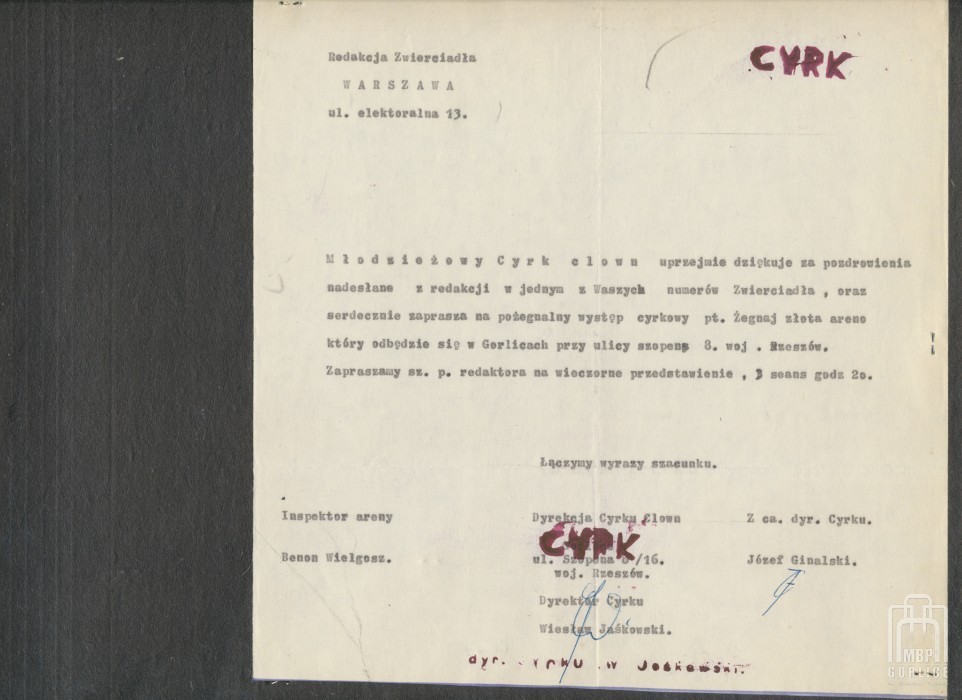 Redakcja Zwierciadła
CYRK
W A R S Z A W A
ul. elektoralna 13.
M ł o d z i e ż o w y C y r k c l o w n uprzejmie dziękuje za pozdrowienia
nadesłane z redakcji w jednym z Waszych numerów Zwierciadła , oraz
serdecznie zaprasza na pożegnalny występ cyrkowy pt. Żegnaj złota areno
który odbędzie się w Gorlicach przy ulicy szopena 8. woj . Rzeszów.
Zapraszamy sz. p. redaktora na wieczorne przedstawienie , 3 seans godz 2o.
Łączymy wyrazy szacunku.
Inspektor areny
Dyrekcja Cyrku Clown
Z ca. dyr. Cyrku.
CYRK
Benon Wielgosz.
ul. Szopena 8/16.
Józef Ginalski.
woj. Rzeszów.
Dyrektor Cyrku
Wiesław Jaśkowski.
dyr. CYRKU W Jośkowski.
MBP
GORLICE